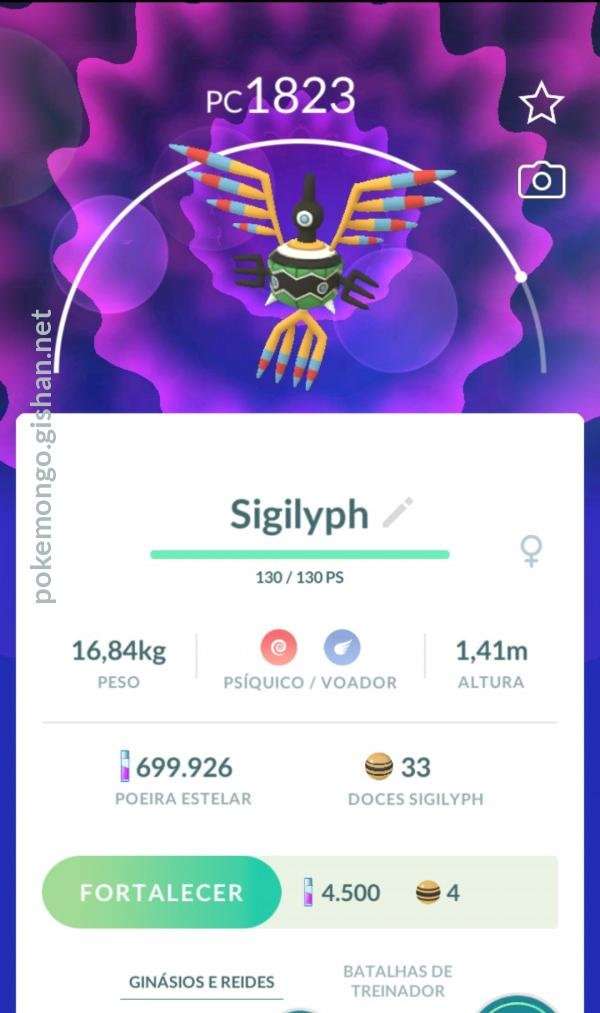 PC1823
pokemongo.gishan.net
Sigilyph
130 / 130 PS
16,84kg
PESO
PSÍQUICO / VOADOR
1,41m
ALTURA
699.926
POEIRA ESTELAR
33
DOCES SIGILYPH
FORTALECER
4.500
4
GINÁSIOS E REIDES
BATALHAS DE
TREINADOR